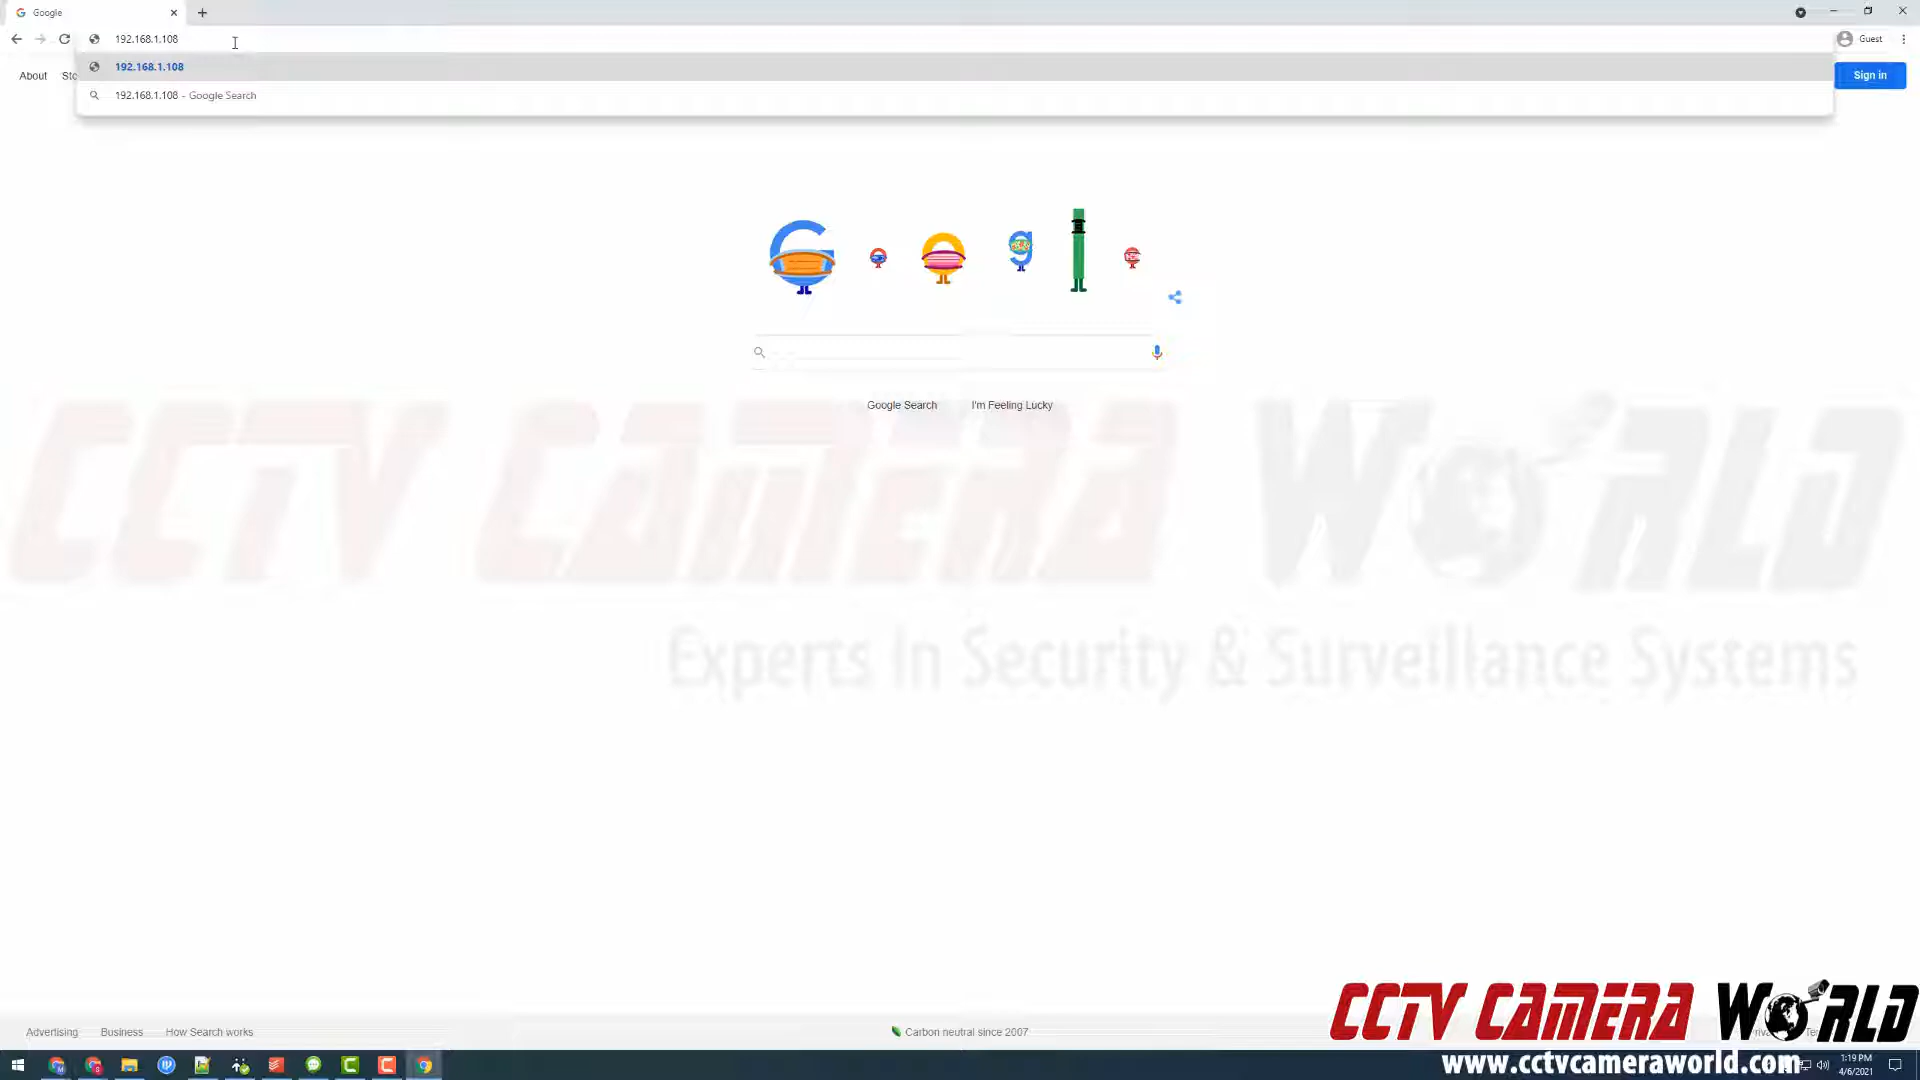 Google
192.168.1.108
Guest
192.168.1.108
About
Sto
Sign in
192.168.1.108 - Google Search
Google Search
I'm Feeling Lucky
CCTV CAMERA WORLD
Experts In Security & Surveillance Systems
Advertising
Business
How Search works
Carbon neutral since 2007
CCTV CAMERA WORLD
www.cctvcameraworld.com
1:19 PM
4/6/2021